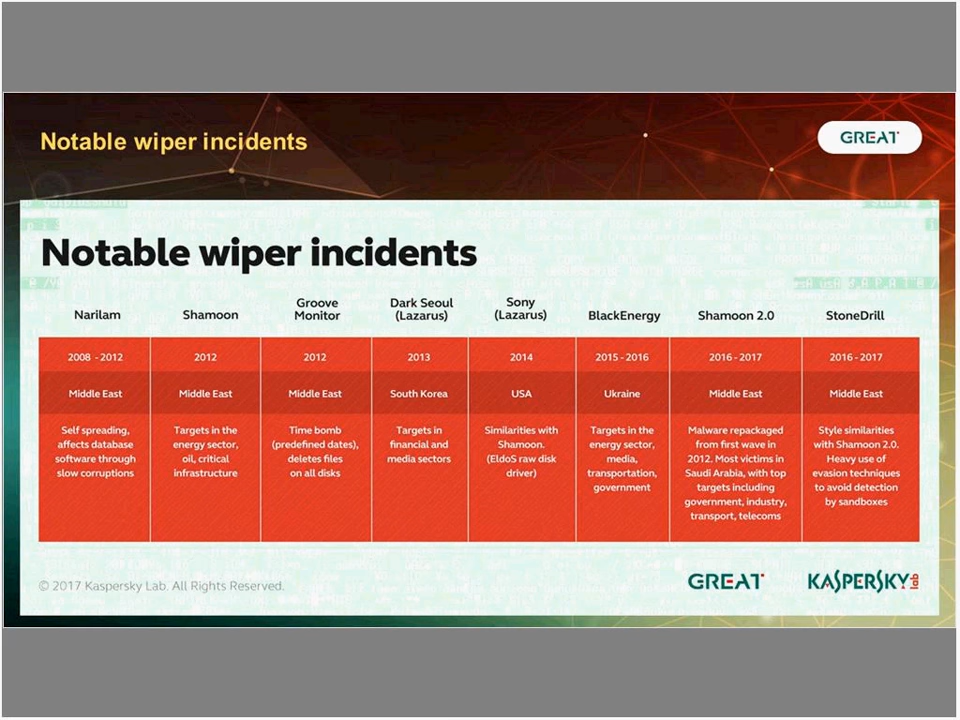 Notable wiper incidents
GREAT
Notable wiper incidents
Narilam
Shamoon
Groove
Monitor
Dark Seoul
(Lazarus)
Sony
(Lazarus)
BlackEnergy
Shamoon 2.0
StoneDrill
2008 - 2012
2012
2012
2013
2014
2015 - 2016
2016 - 2017
2016 - 2017
Middle East
Middle East
Middle East
South Korea
USA
Ukraine
Middle East
Middle East
Self spreading,
affects database
software through
slow corruptions
Targets in the
energy sector,
oil, critical
infrastructure
Time bomb
(predefined dates),
deletes files
on all disks
Targets in
financial and
media sectors
Similarities with
Shamoon.
(EldoS raw disk
driver)
Targets in the
energy sector,
media,
transportation,
government
Malware repackaged
from first wave in
2012. Most victims in
Saudi Arabia, with top
targets including
government, industry,
transport, telecoms
Style similarities
with Shamoon 2.0.
Heavy use of
evasion techniques
to avoid detection
by sandboxes
© 2017 Kaspersky Lab. All Rights Reserved.
GREAT
KASPERSKY lab